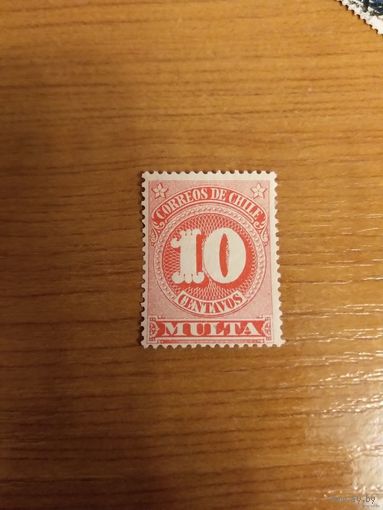 CORREOS DE CHILE
10
CENTAVOS
MULTA